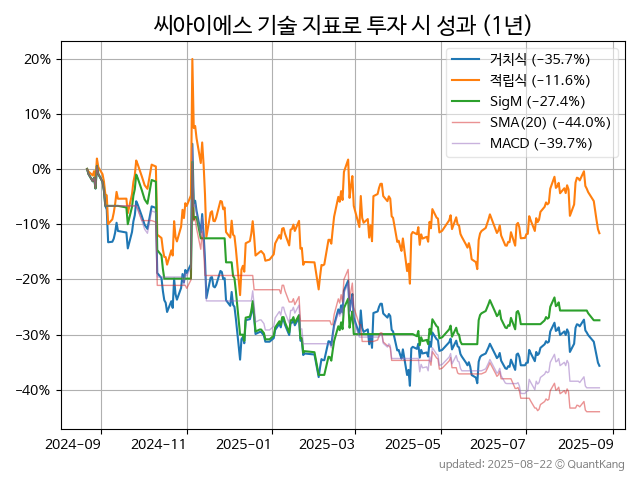 씨아이에스 기술 지표로 투자 시 성과 (1년)
거치식 (−35.7%)
적립식 (−11.6%)
SigM (−27.4%)
SMA(20) (−44.0%)
MACD (−39.7%)
20%
10%
0%
−10%
−20%
−30%
−40%
2024-09 2024-11 2025-01 2025-03 2025-05 2025-07 2025-09
updated: 2025-08-22 © QuantKang